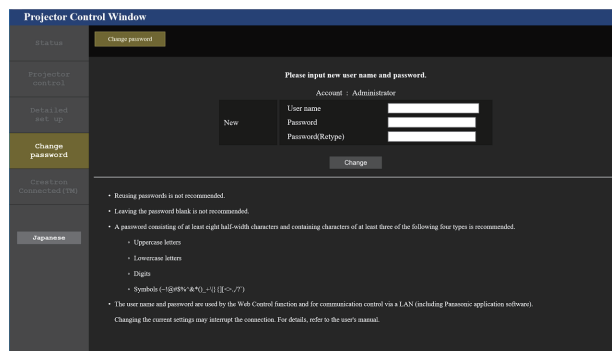 Projector Control Window
Status
Change password
Projector
control
Detailed
set up
Change
password
Crestron
Connected(TM)
Japanese
Please input new user name and password.
Account : Administrator
New
User name
Password
Password(Retype)
Change
• Reusing passwords is not recommended.
• Leaving the password blank is not recommended.
• A password consisting of at least eight half-width characters and containing characters of at least three of the following four types is recommended.
Uppercase letters
Lowercase letters
Digits
Symbols
• The user name and password are used by the Web Control function and for communication control via a LAN (including Panasonic application software).
Changing the current settings may interrupt the connection. For details, refer to the user's manual.